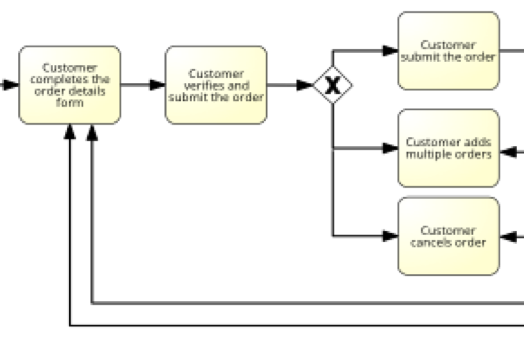 Customer
completes the
order details
form
Customer
verifies and
submit the order
X
Customer
submit the order
Customer adds
multiple orders
Customer
cancels order